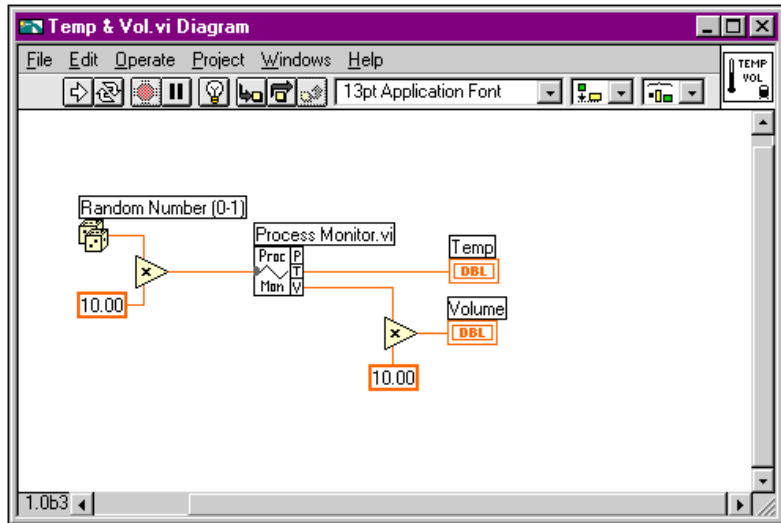 Temp & Vol.vi Diagram
File Edit Operate Project Windows Help
TEMP
VOL
13pt Application Font
Random Number (0-1)
Process Monitor.vi
Proc P
T
Mon V
Temp
DBL
10.00
Volume
DBL
10.00
1.0b3